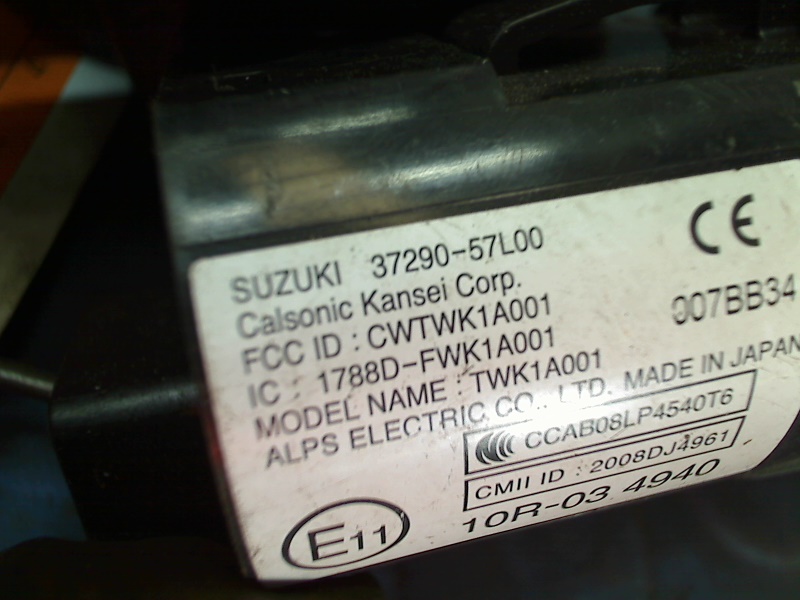 SUZUKI 37290-57L00
Calsonic Kansei Corp.
FCC ID : CWTWK1A001
IC : 1788D-FWK1A001
MODEL NAME : TWK1A001
ALPS ELECTRIC CO., LTD. MADE IN JAPAN
CE
007BB34
CCAB08LP4540T6
CMII ID : 2008DJ4961
10R-03 4940
E11